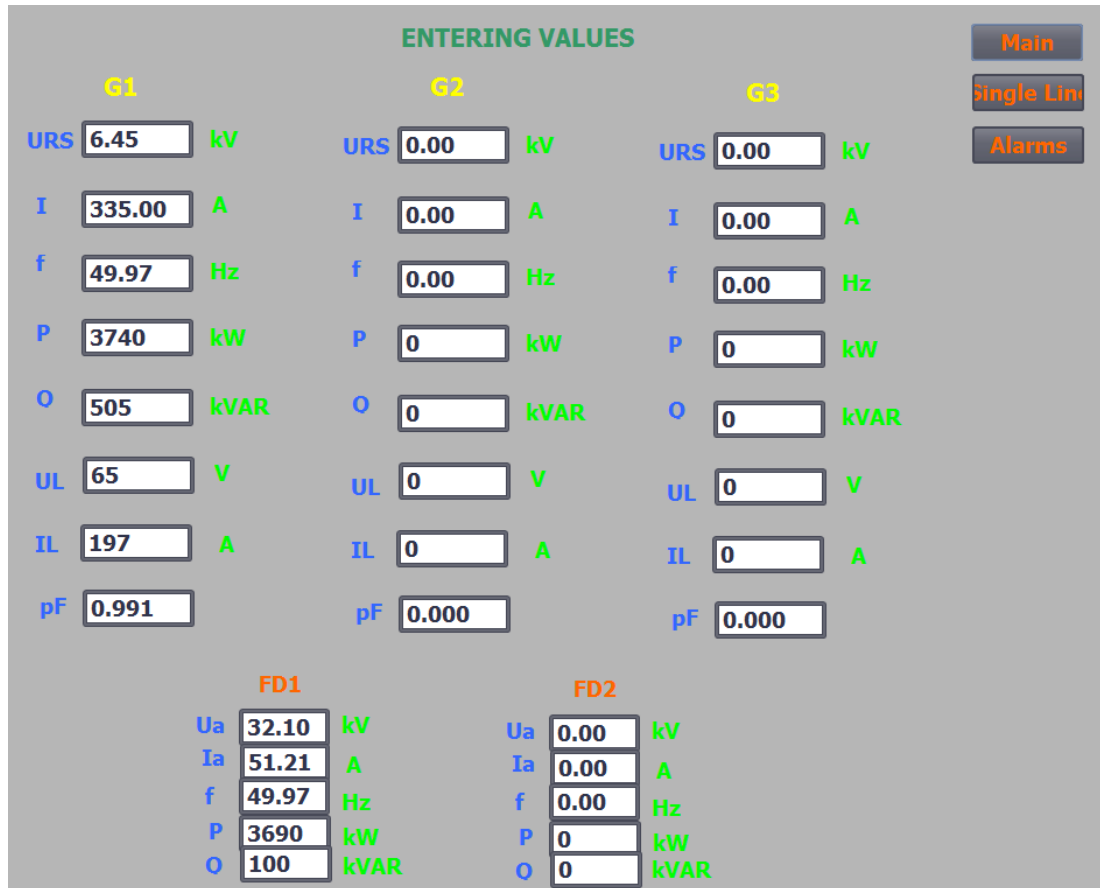 ENTERING VALUES
Main
Single Line
Alarms
G1 G2 G3
URS 6.45 kV URS 0.00 kV URS 0.00 kV
I 335.00 A I 0.00 A I 0.00 A
f 49.97 Hz f 0.00 Hz f 0.00 Hz
P 3740 kW P 0 kW P 0 kW
Q 505 kVAR Q 0 kVAR Q 0 kVAR
UL 65 V UL 0 V UL 0 V
IL 197 A IL 0 A IL 0 A
pF 0.991 pF 0.000 pF 0.000
FD1 FD2
Ua 32.10 kV Ua 0.00 kV
Ia 51.21 A Ia 0.00 A
f 49.97 Hz f 0.00 Hz
P 3690 kW P 0 kW
Q 100 kVAR Q 0 kVAR